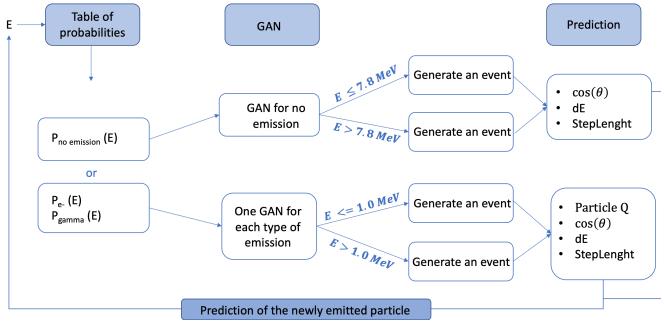 E
Table of
probabilities
GAN
Prediction
P no emission (E)
or
P e- (E)
P gamma (E)
GAN for no
emission
One GAN for
each type of
emission
E ≤ 7.8 MeV
E > 7.8 MeV
E <= 1.0 MeV
E > 1.0 MeV
Generate an event
Generate an event
Generate an event
Generate an event
• cos(θ)
• dE
• StepLenght
• Particle Q
• cos(θ)
• dE
• StepLenght
Prediction of the newly emitted particle